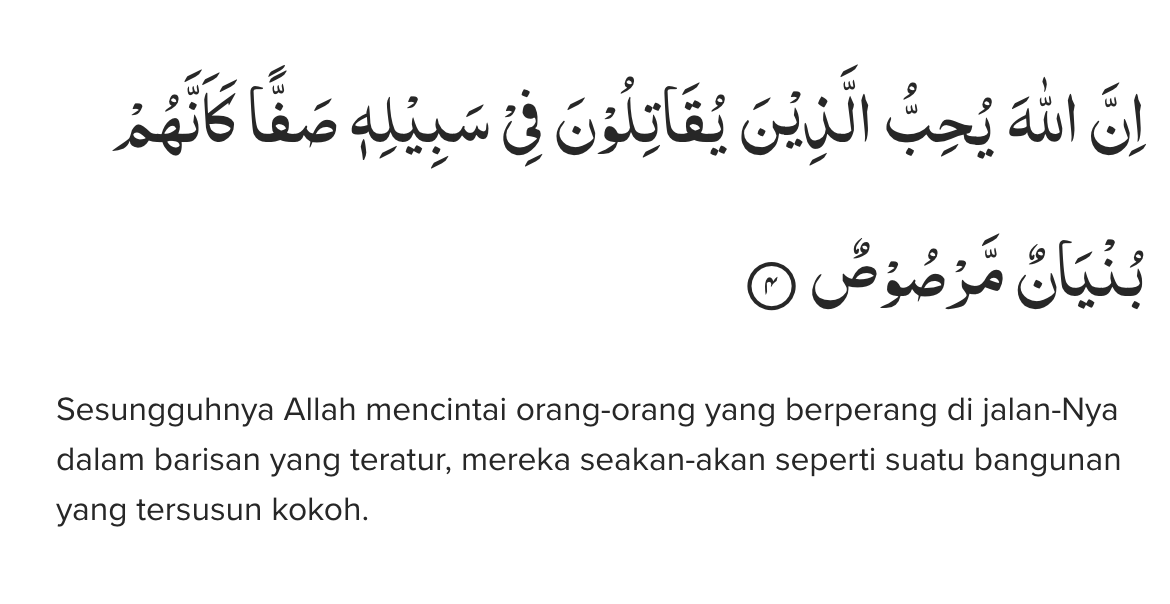 اِنَّ اللّٰهَ يُحِبُّ الَّذِيْنَ يُقَاتِلُوْنَ فِيْ سَبِيْلِهٖ صَفًّا كَاَنَّهُمْ
بُنْيَانٌ مَّرْصُوْصٌ ۴
Sesungguhnya Allah mencintai orang-orang yang berperang di jalan-Nya
dalam barisan yang teratur, mereka seakan-akan seperti suatu bangunan
yang tersusun kokoh.